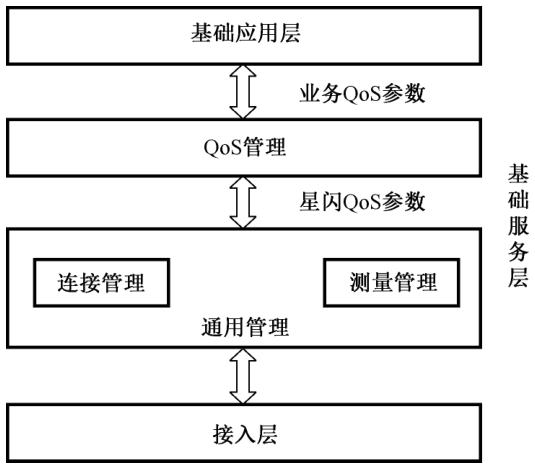 基础应用层
业务QoS参数
QoS管理
星闪QoS参数
连接管理
测量管理
通用管理
接入层
基础服务层